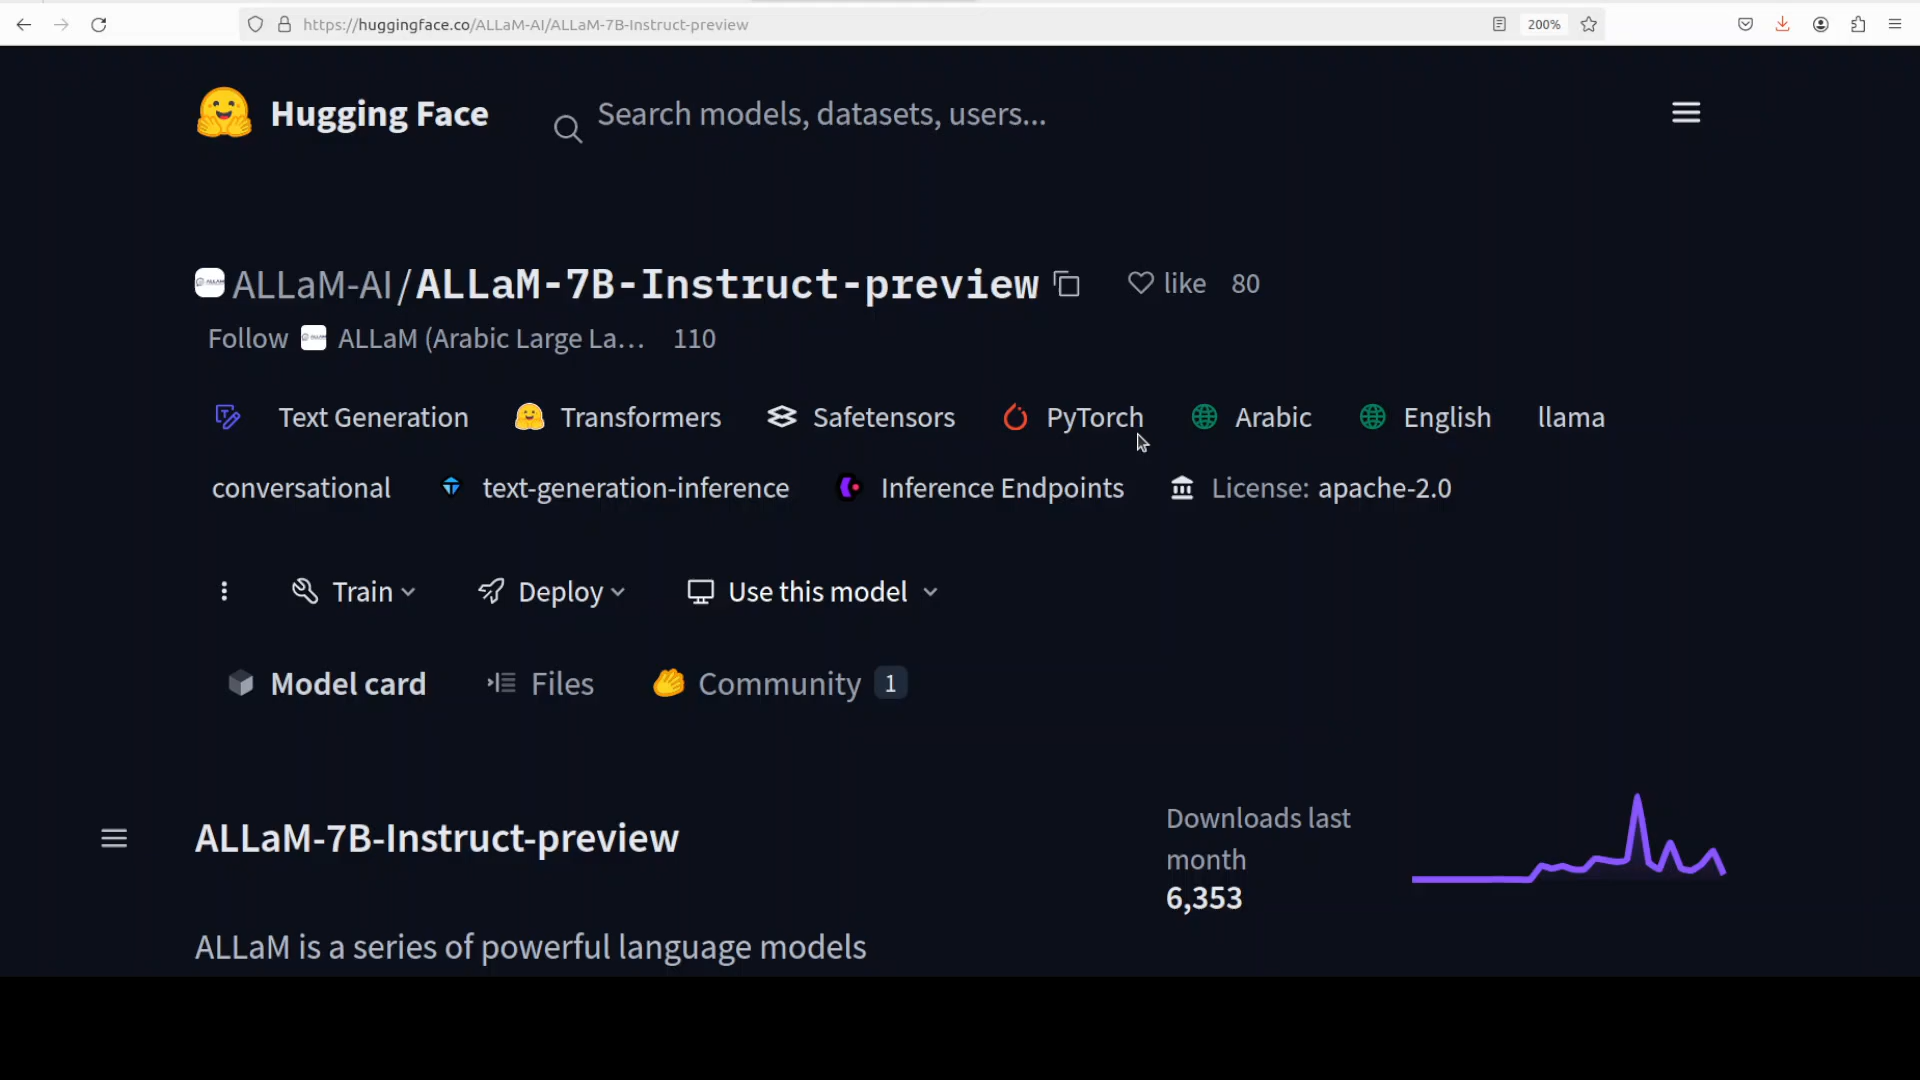 https://huggingface.co/ALLaM-AI/ALLaM-7B-Instruct-preview 200%
Hugging Face Search models, datasets, users...
ALLaM-AI/ALLaM-7B-Instruct-preview like 80
Follow ALLaM (Arabic Large La... 110
Text Generation Transformers Safetensors PyTorch Arabic English llama
conversational text-generation-inference Inference Endpoints License: apache-2.0
Train Deploy Use this model
Model card Files Community 1
ALLaM-7B-Instruct-preview
Downloads last
month
6,353
ALLaM is a series of powerful language models